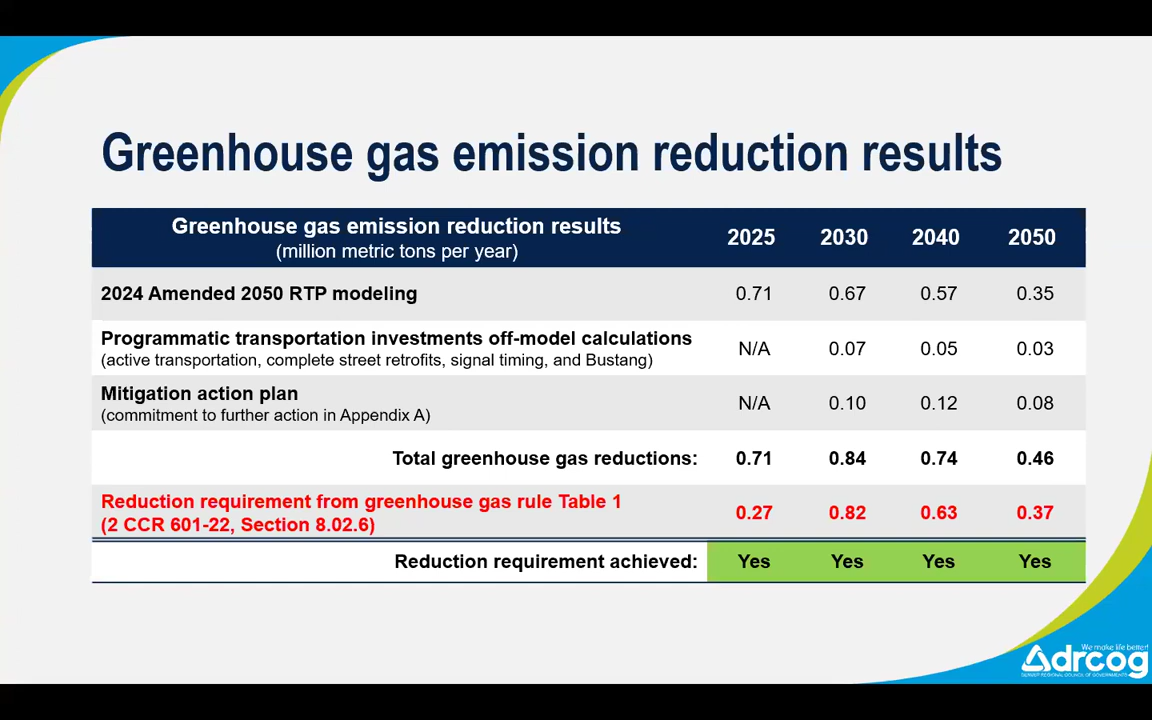 Greenhouse gas emission reduction results
Greenhouse gas emission reduction results
(million metric tons per year)
2025 2030 2040 2050
2024 Amended 2050 RTP modeling 0.71 0.67 0.57 0.35
Programmatic transportation investments off-model calculations
(active transportation, complete street retrofits, signal timing, and Bustang)
N/A 0.07 0.05 0.03
Mitigation action plan
(commitment to further action in Appendix A)
N/A 0.10 0.12 0.08
Total greenhouse gas reductions: 0.71 0.84 0.74 0.46
Reduction requirement from greenhouse gas rule Table 1
(2 CCR 601-22, Section 8.02.6)
0.27 0.82 0.63 0.37
Reduction requirement achieved: Yes Yes Yes Yes
We make life better!
drcog
DENVER REGIONAL COUNCIL OF GOVERNMENTS